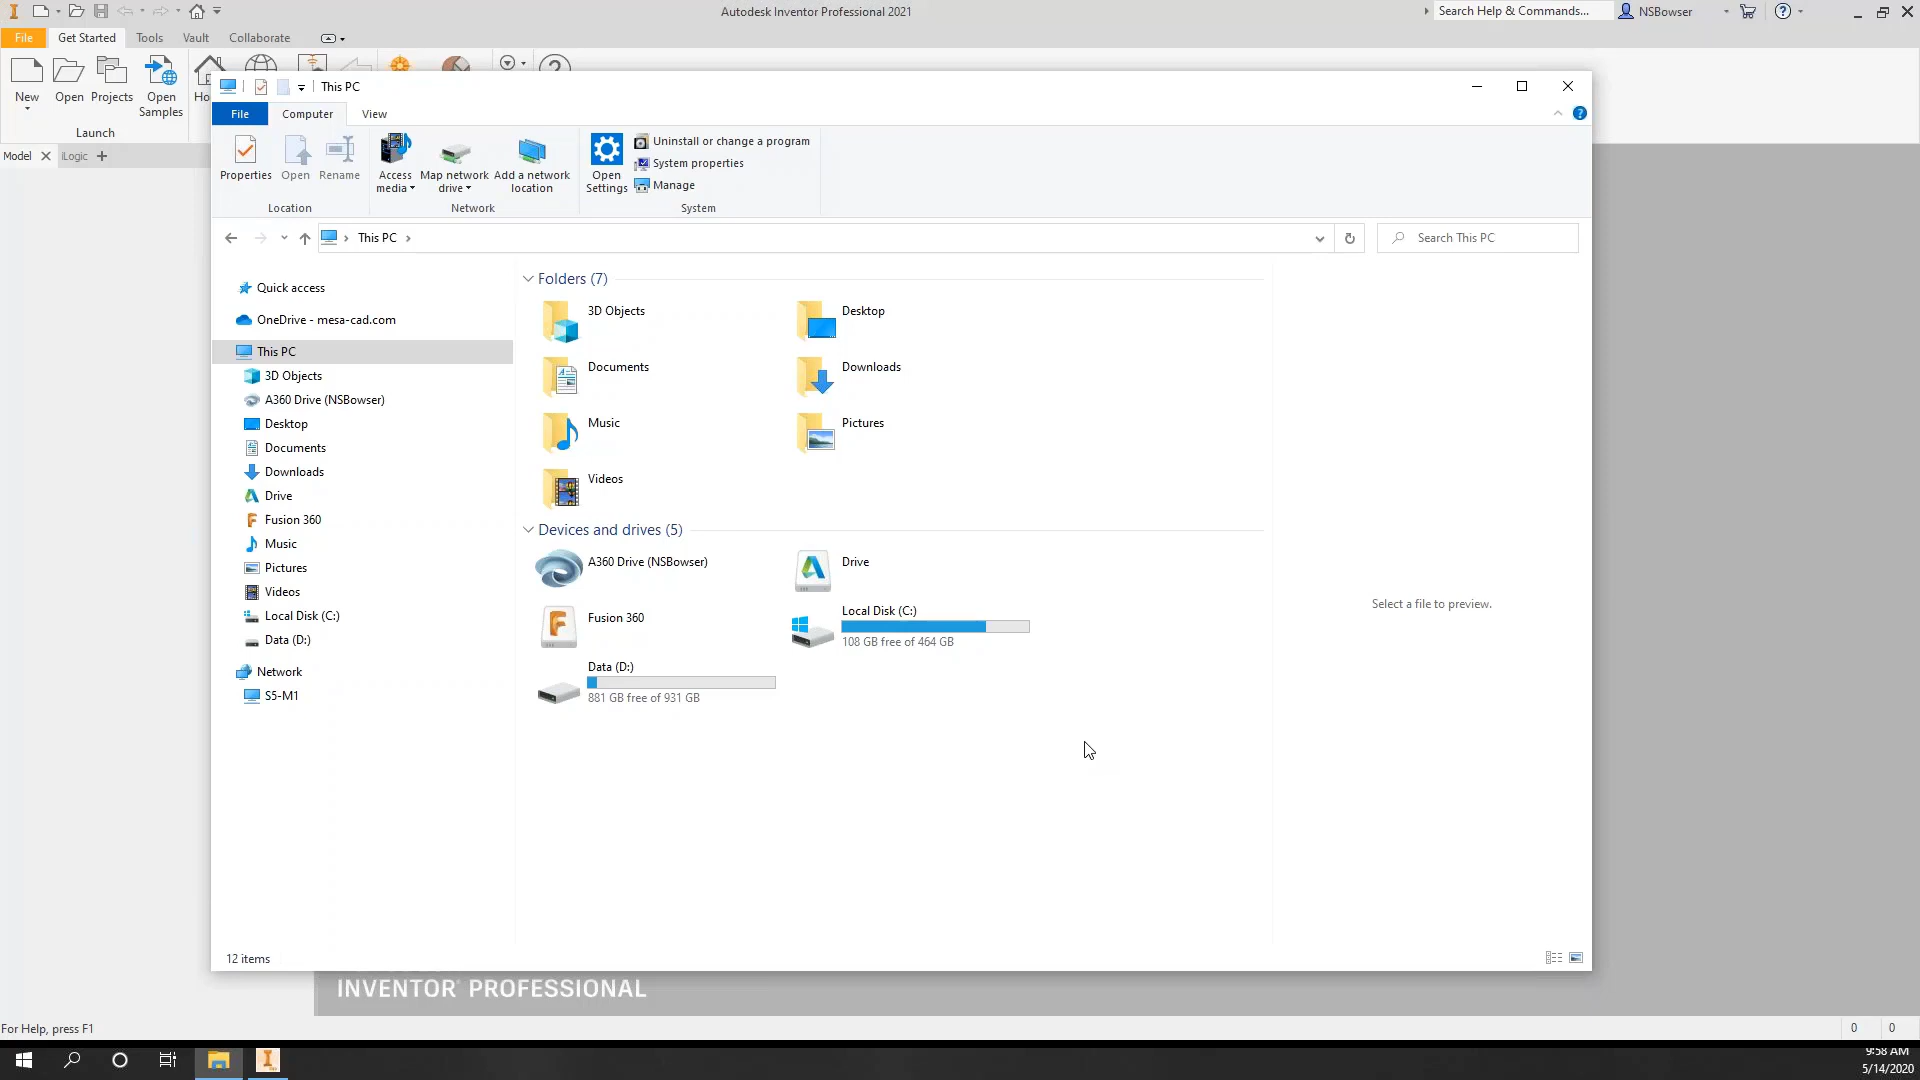 Autodesk Inventor Professional 2021
Search Help & Commands...
NSBowser
File
Get Started
Tools
Vault
Collaborate
New
Open
Projects
Open
Samples
Launch
Model
iLogic
This PC
File
Computer
View
Properties
Open
Rename
Access
media
Map network
drive
Add a network
location
Open
Settings
Uninstall or change a program
System properties
Manage
Location
Network
System
This PC
Search This PC
Quick access
OneDrive - mesa-cad.com
This PC
3D Objects
A360 Drive (NSBowser)
Desktop
Documents
Downloads
Drive
Fusion 360
Music
Pictures
Videos
Local Disk (C:)
Data (D:)
Network
S5-M1
Folders (7)
3D Objects
Desktop
Documents
Downloads
Music
Pictures
Videos
Devices and drives (5)
A360 Drive (NSBowser)
Drive
Fusion 360
Local Disk (C:)
108 GB free of 464 GB
Data (D:)
881 GB free of 931 GB
Select a file to preview.
12 items
INVENTOR® PROFESSIONAL
For Help, press F1
0
0
9:58 AM
5/14/2020